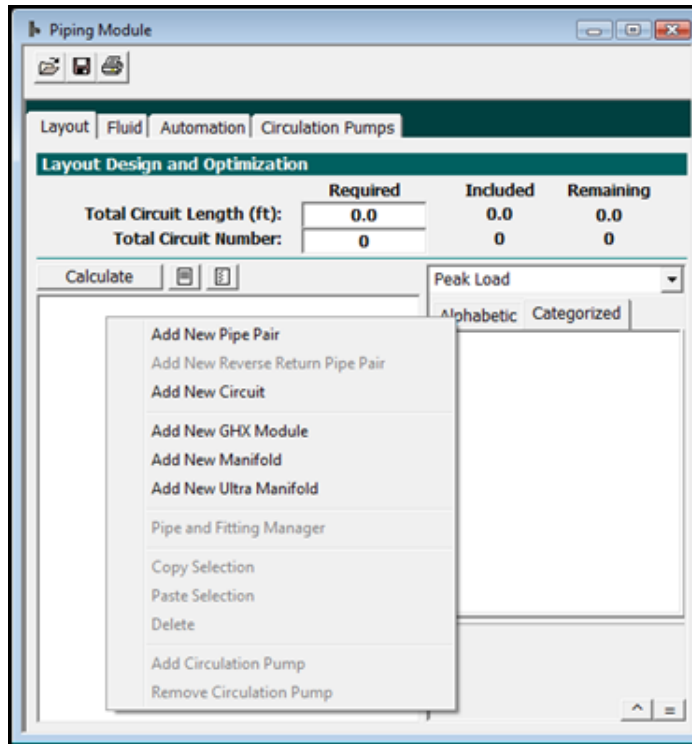 Piping Module
Layout Fluid Automation Circulation Pumps
Layout Design and Optimization
Required Included Remaining
Total Circuit Length (ft): 0.0 0.0 0.0
Total Circuit Number: 0 0 0
Calculate Peak Load
Alphabetic Categorized
Add New Pipe Pair
Add New Reverse Return Pipe Pair
Add New Circuit
Add New GHX Module
Add New Manifold
Add New Ultra Manifold
Pipe and Fitting Manager
Copy Selection
Paste Selection
Delete
Add Circulation Pump
Remove Circulation Pump
^ =